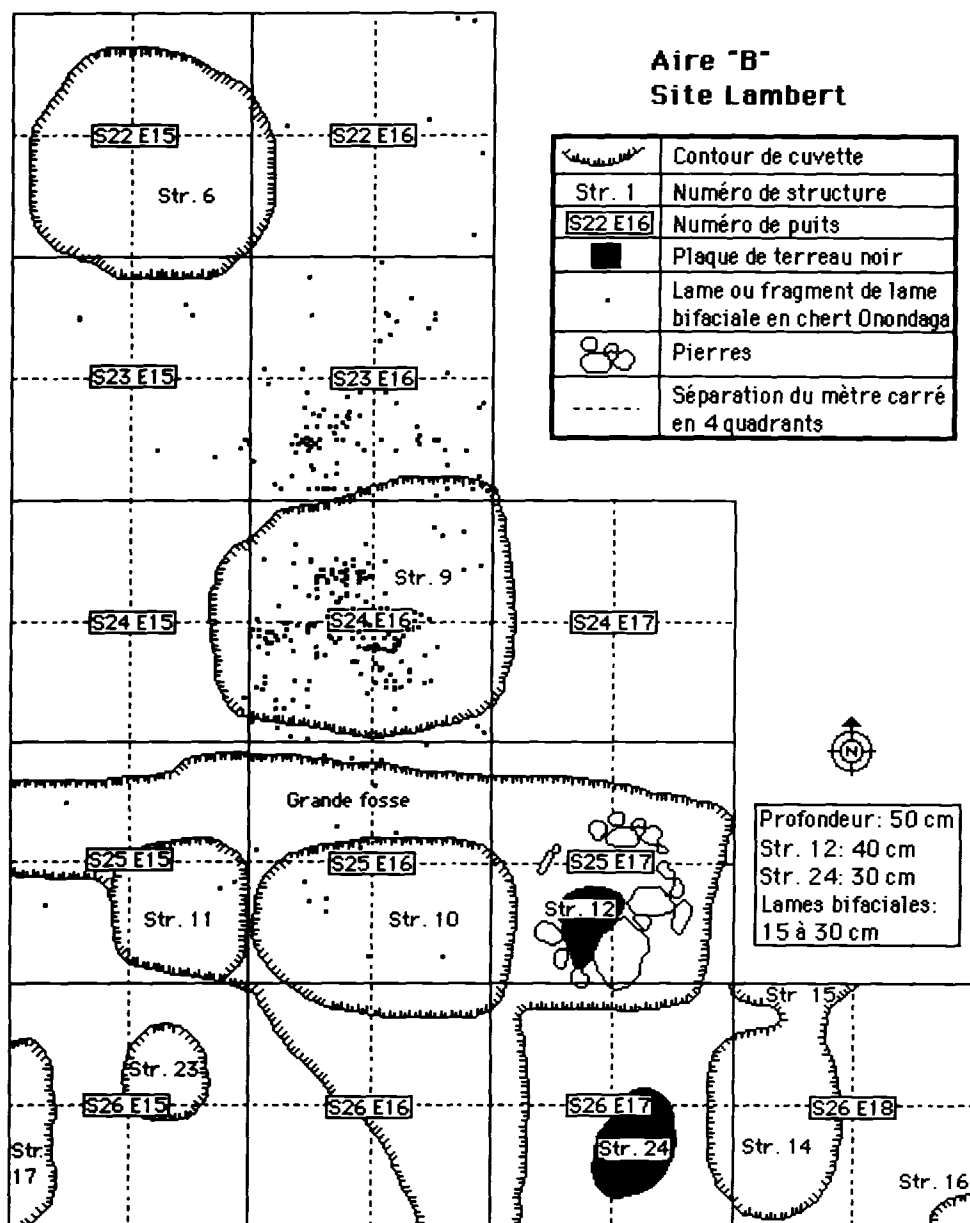 Aire "B"
Site Lambert
Contour de cuvette
Str. 1 Numéro de structure
S22 E16 Numéro de puits
Plaque de terreau noir
Lame ou fragment de lame
bifaciale en chert Onondaga
Pierres
Séparation du mètre carré
en 4 quadrants
S22 E15
S22 E16
Str. 6
S23 E15
S23 E16
Str. 9
S24 E15
S24 E16
S24 E17
N
Grande fosse
Profondeur: 50 cm
Str. 12: 40 cm
Str. 24: 30 cm
Lames bifaciales:
15 à 30 cm
S25 E15
S25 E16
S25 E17
Str. 11
Str. 10
Str. 12
Str. 15
Str. 23
S26 E15
S26 E16
S26 E17
S26 E18
Str.
17
Str. 24
Str. 14
Str. 16